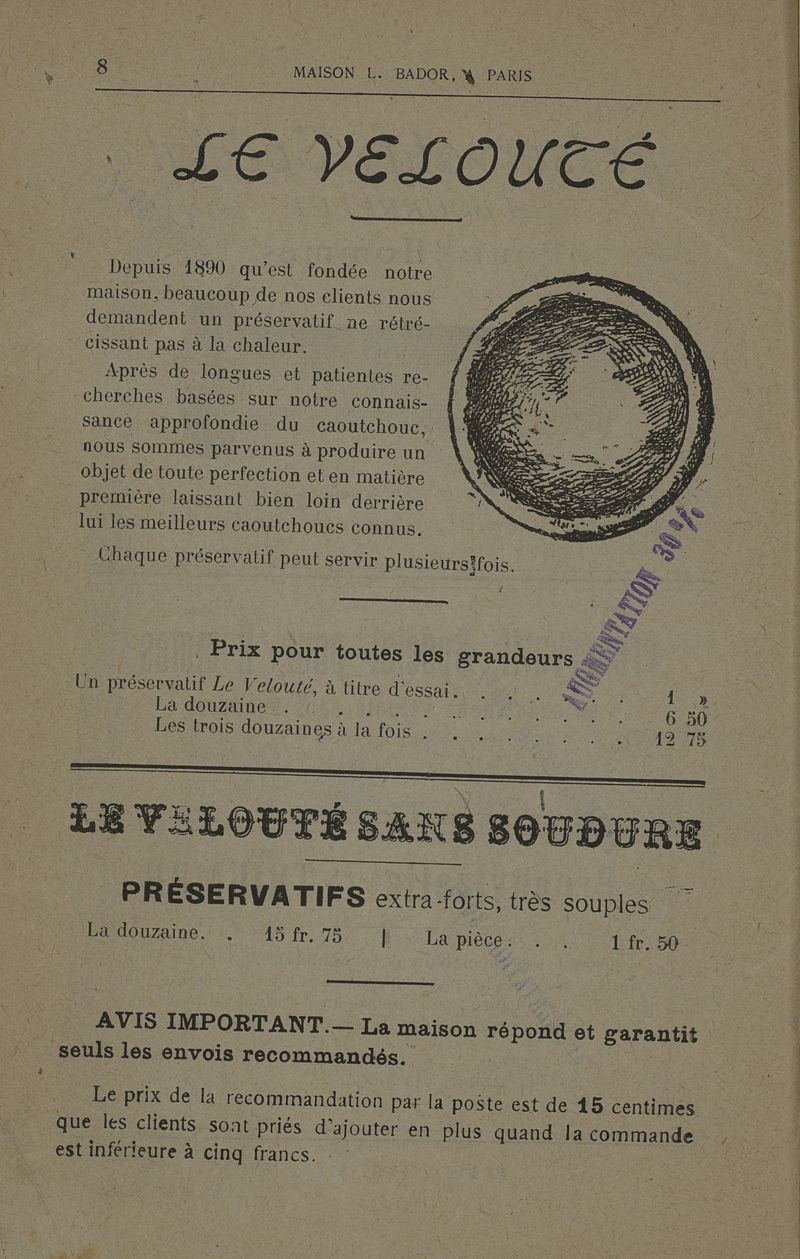 8
MAISON L. BADOR, PARIS
LE VELOUTÉ
Depuis 1890 qu'est fondée notre
maison, beaucoup de nos clients nous
demandent un préservatif ne rétré-
cissant pas à la chaleur.
Après de longues et patientes re-
cherches basées sur notre connais-
sance approfondie du caoutchouc,
nous sommes parvenus à produire un
objet de toute perfection et en matière
première laissant bien loin derrière
lui les meilleurs caoutchoucs connus.
Chaque préservatif peut servir plusieurs fois.
AUGMENTATION 30 %
Prix pour toutes les grandeurs
Un préservatif Le Velouté, à titre d'essai. . . . . . . 1 »
La douzaine . . . . . . . . . . . . . 6 50
Les trois douzaines à la fois . . . . . . . . 12 75
LE VELOUTÉ SANS SOUDURE
PRÉSERVATIFS extra-forts, très souples
La douzaine. . 15 fr. 75 | La pièce . . . 1 fr. 50
AVIS IMPORTANT.— La maison répond et garantit
seuls les envois recommandés.
Le prix de la recommandation par la poste est de 15 centimes
que les clients sont priés d'ajouter en plus quand la commande
est inférieure à cinq francs.